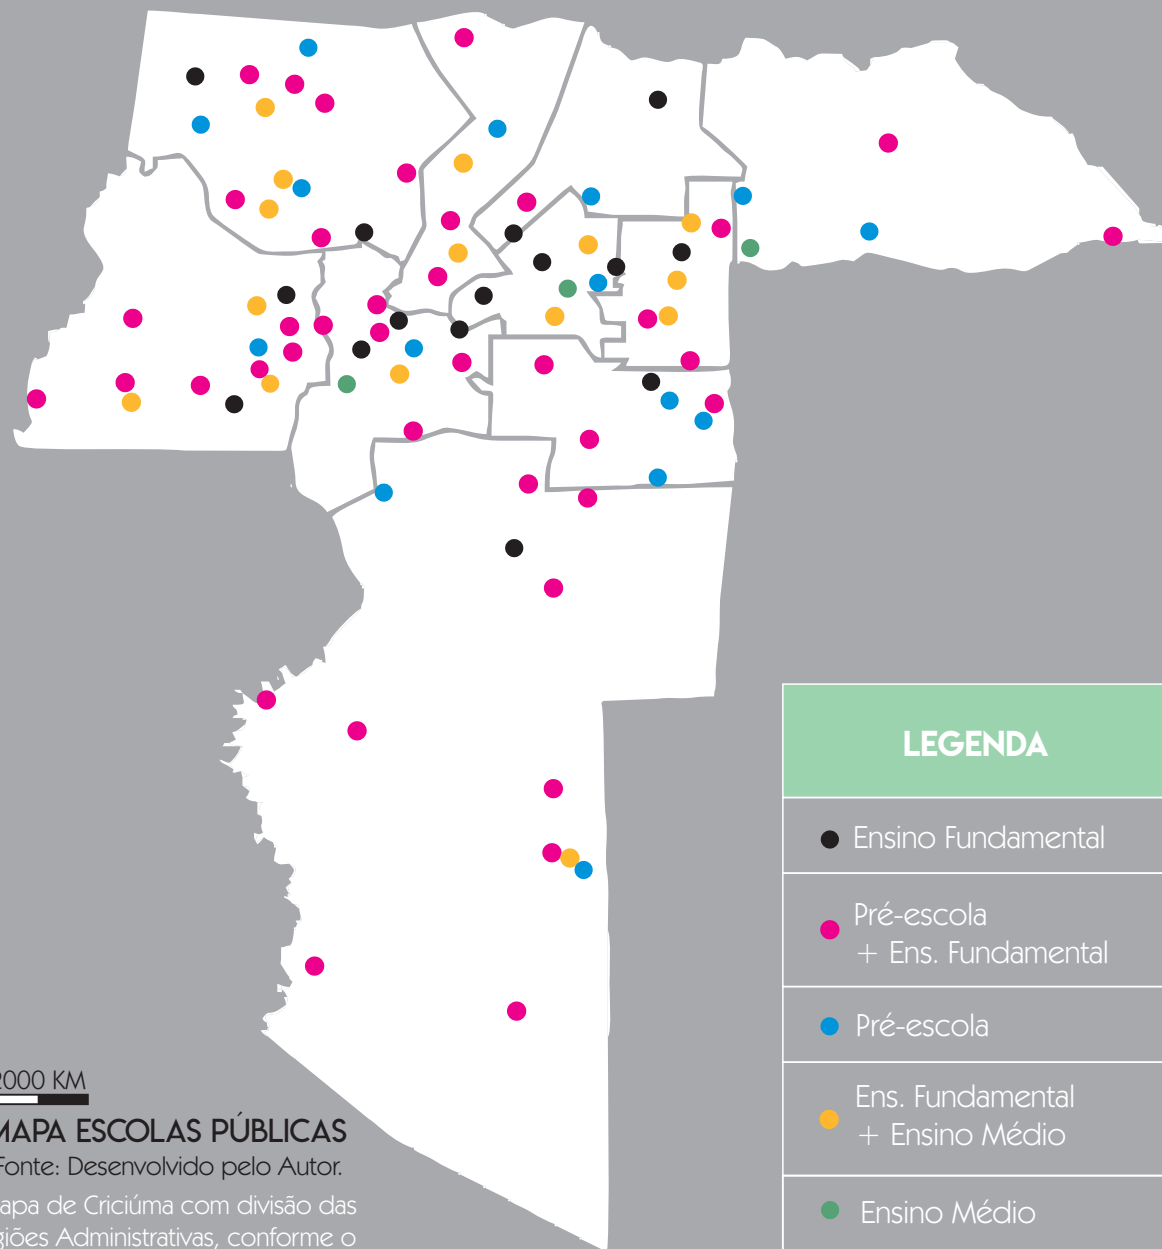 LEGENDA
Ensino Fundamental
Pré-escola
+ Ens. Fundamental
Pré-escola
Ens. Fundamental
+ Ensino Médio
Ensino Médio
2000 KM
MAPA ESCOLAS PÚBLICAS
Fonte: Desenvolvido pelo Autor.
apa de Criciúma com divisão das
giões Administrativas, conforme o